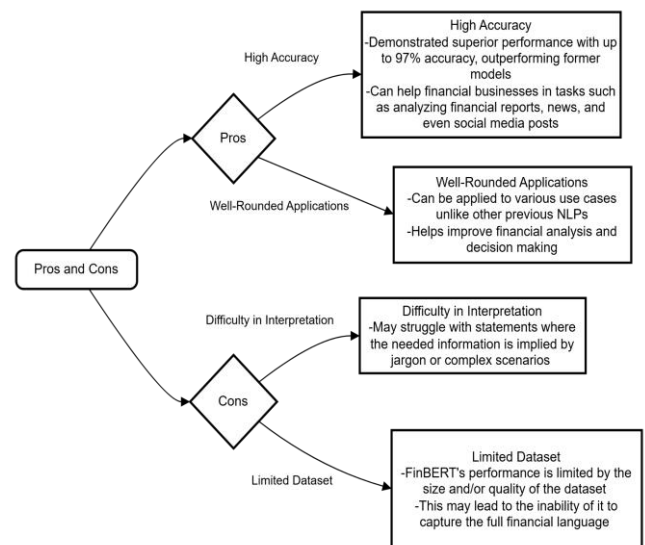 High Accuracy
-Demonstrated superior performance with up
to 97% accuracy, outperforming former
models
-Can help financial businesses in tasks such
as analyzing financial reports, news, and
even social media posts
High Accuracy
Pros
Well-Rounded Applications
Well-Rounded Applications
-Can be applied to various use cases
unlike other previous NLPs
-Helps improve financial analysis and
decision making
Pros and Cons
Difficulty in Interpretation
Difficulty in Interpretation
-May struggle with statements where
the needed information is implied by
jargon or complex scenarios
Cons
Limited Dataset
Limited Dataset
-FinBERT's performance is limited by the
size and/or quality of the dataset
-This may lead to the inability of it to
capture the full financial language